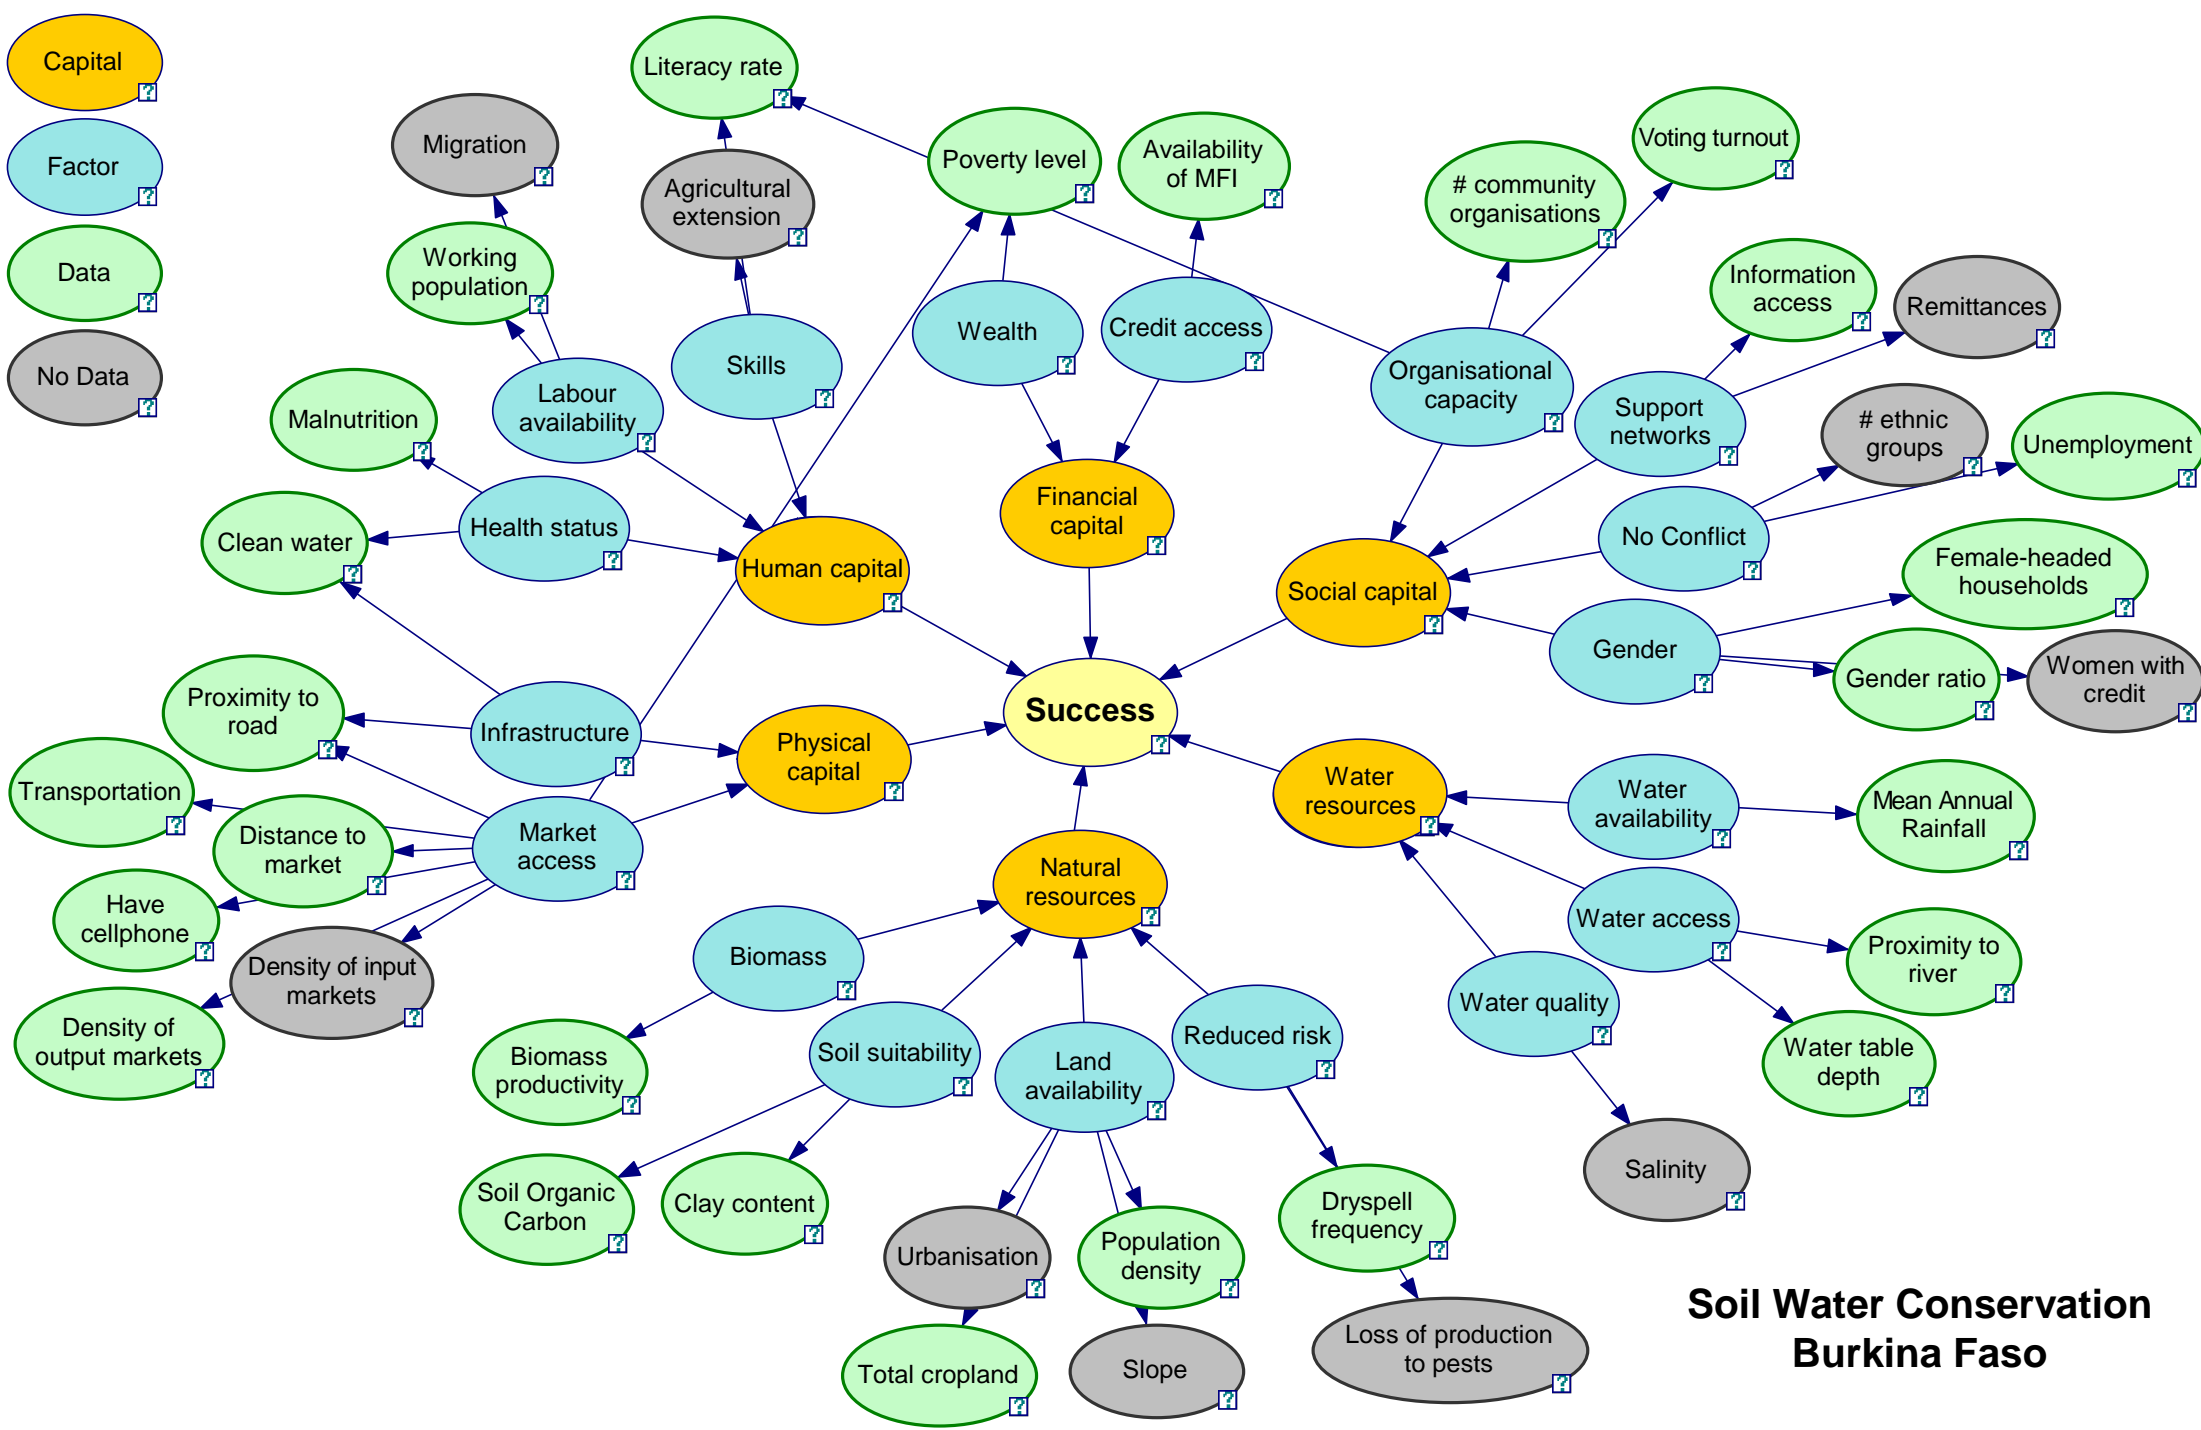 Capital
Factor
Data
No Data
Literacy rate
Migration
Agricultural
extension
Working
population
Poverty level
Availability
of MFI
# community
organisations
Voting turnout
Information
access
Remittances
Wealth
Credit access
Skills
Labour
availability
Malnutrition
Organisational
capacity
Support
networks
# ethnic
groups
Unemployment
Clean water
Health status
Human capital
Financial
capital
Social capital
No Conflict
Female-headed
households
Gender
Gender ratio
Women with
credit
Proximity to
road
Infrastructure
Physical
capital
Success
Water
resources
Water
availability
Mean Annual
Rainfall
Transportation
Distance to
market
Market
access
Have
cellphone
Density of input
markets
Density of
output markets
Natural
resources
Biomass
Biomass
productivity
Soil suitability
Land
availability
Reduced risk
Water access
Water quality
Proximity to
river
Water table
depth
Salinity
Soil Organic
Carbon
Clay content
Urbanisation
Population
density
Dryspell
frequency
Total cropland
Slope
Loss of production
to pests
Soil Water Conservation
Burkina Faso